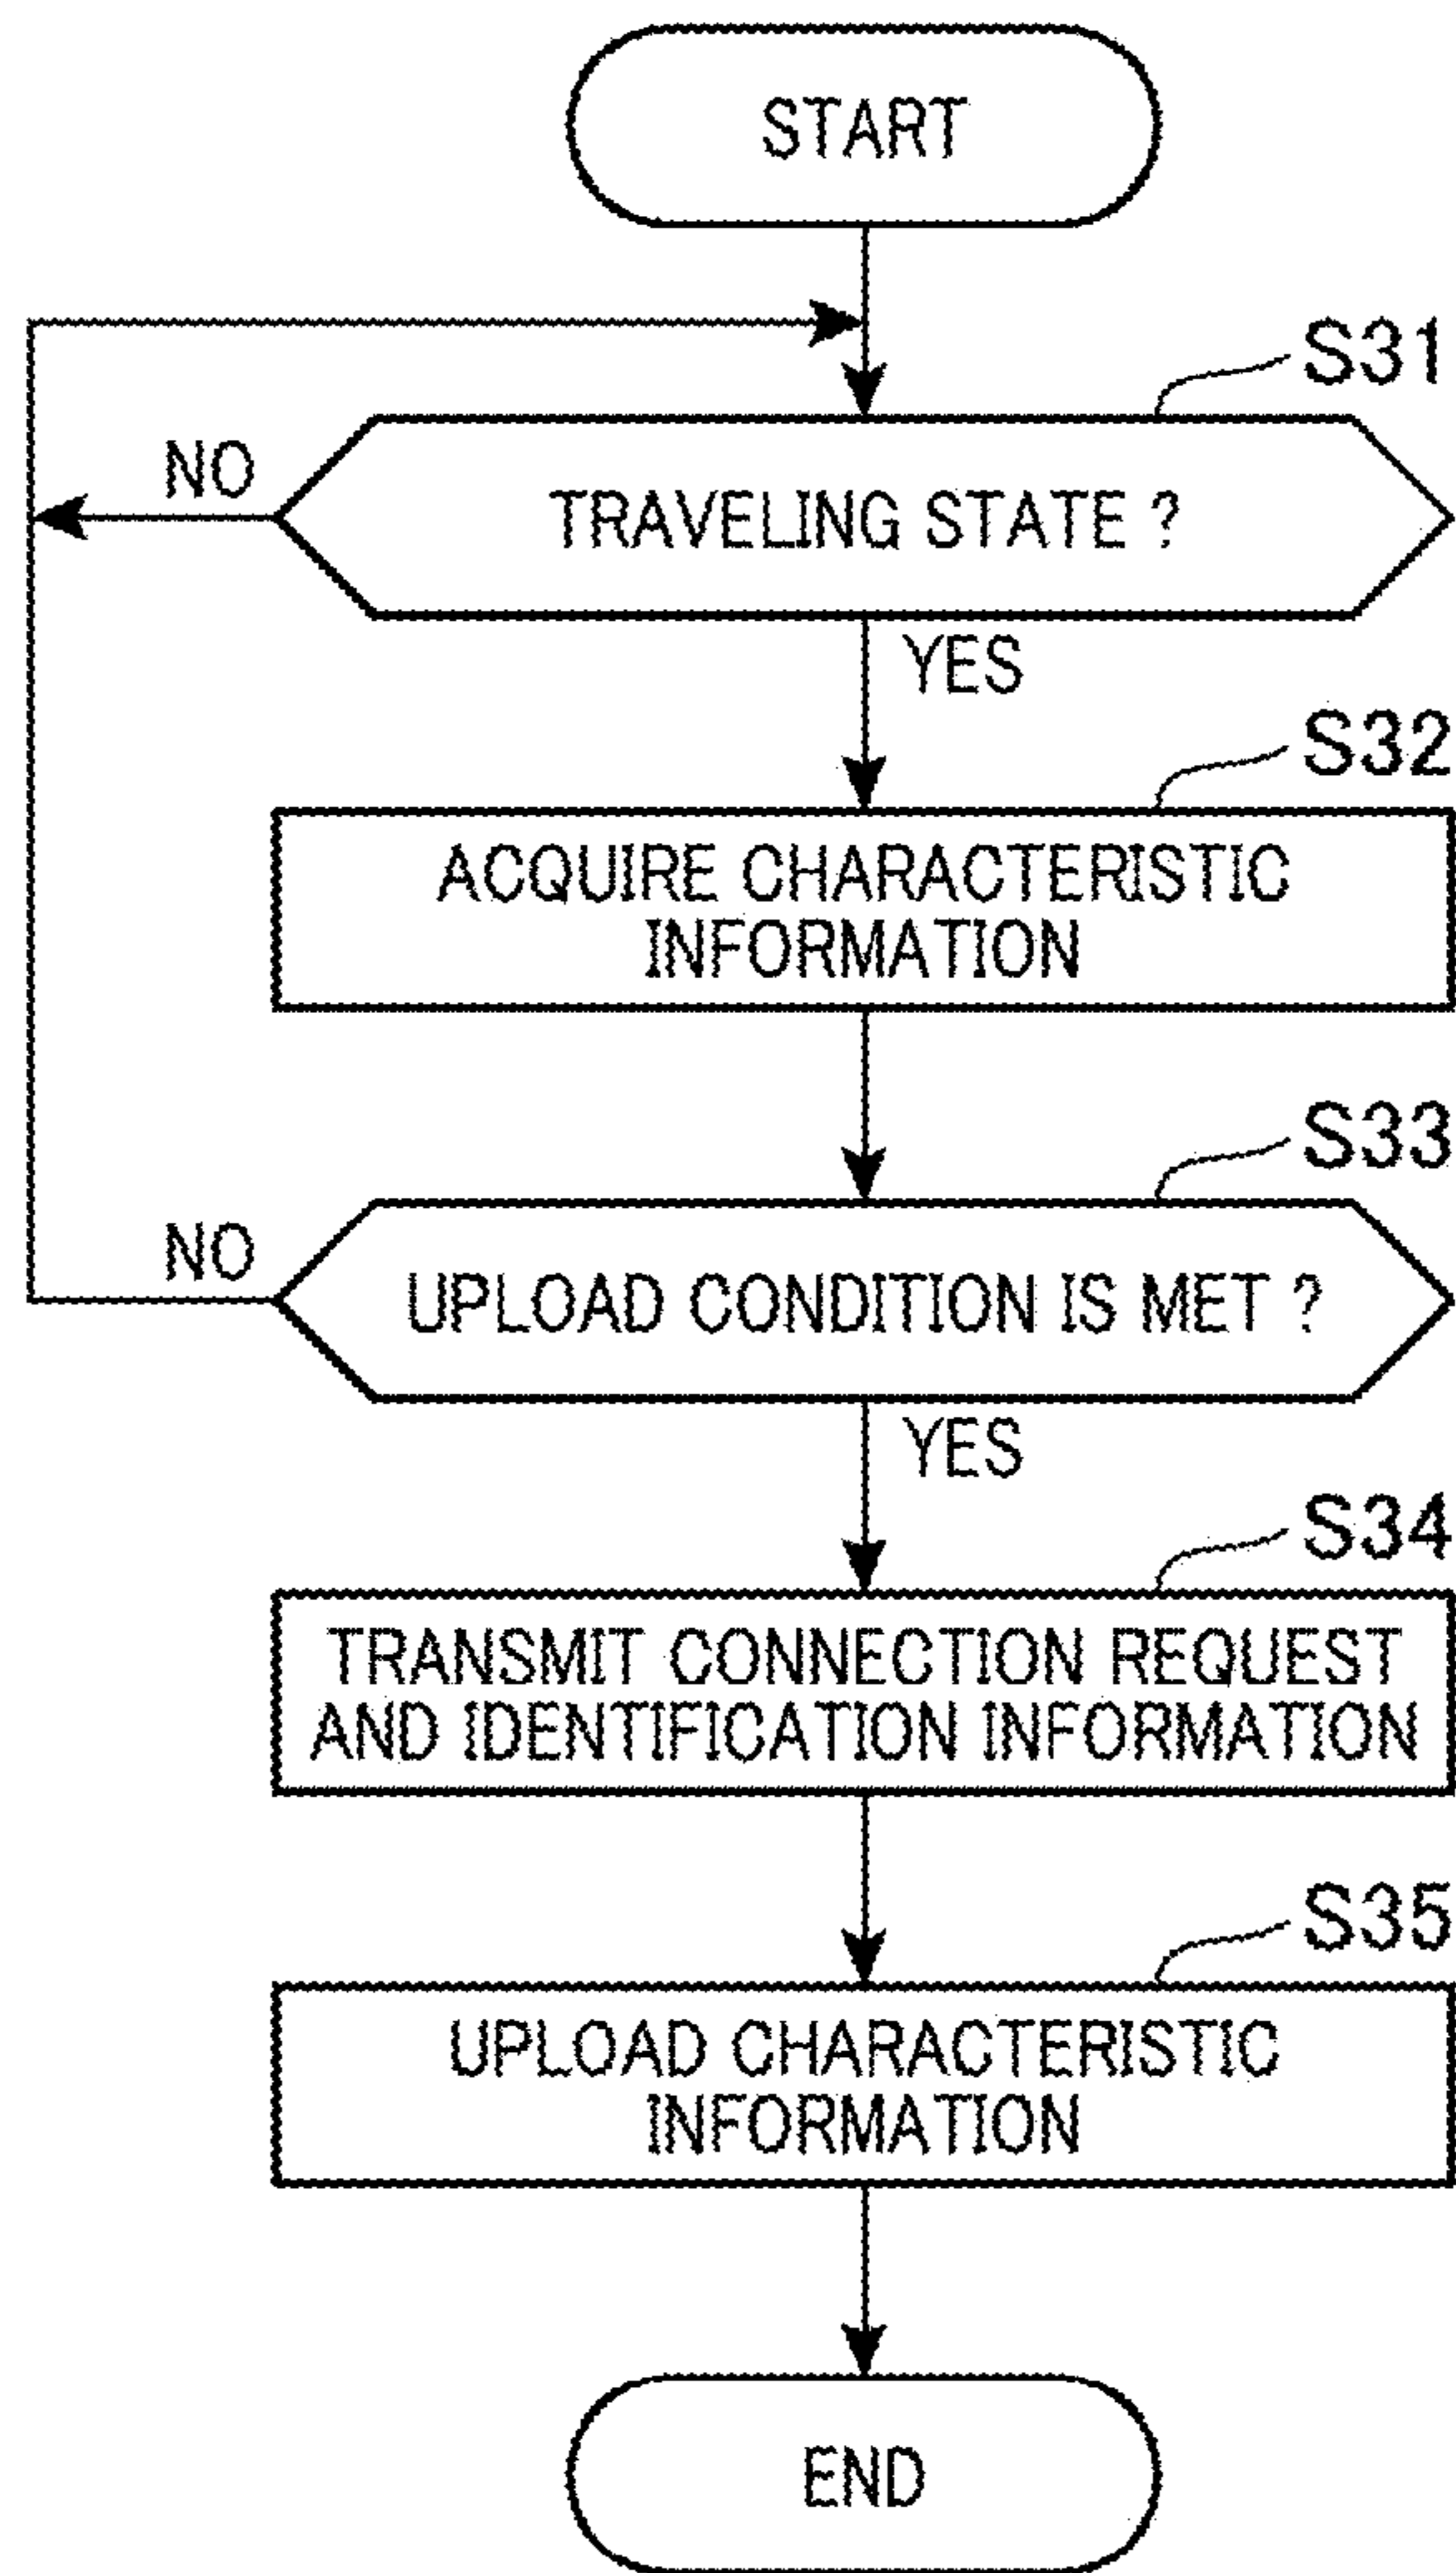 START
S31
NO
TRAVELING STATE ?
YES
S32
ACQUIRE CHARACTERISTIC
INFORMATION
S33
NO
UPLOAD CONDITION IS MET ?
YES
S34
TRANSMIT CONNECTION REQUEST
AND IDENTIFICATION INFORMATION
S35
UPLOAD CHARACTERISTIC
INFORMATION
END